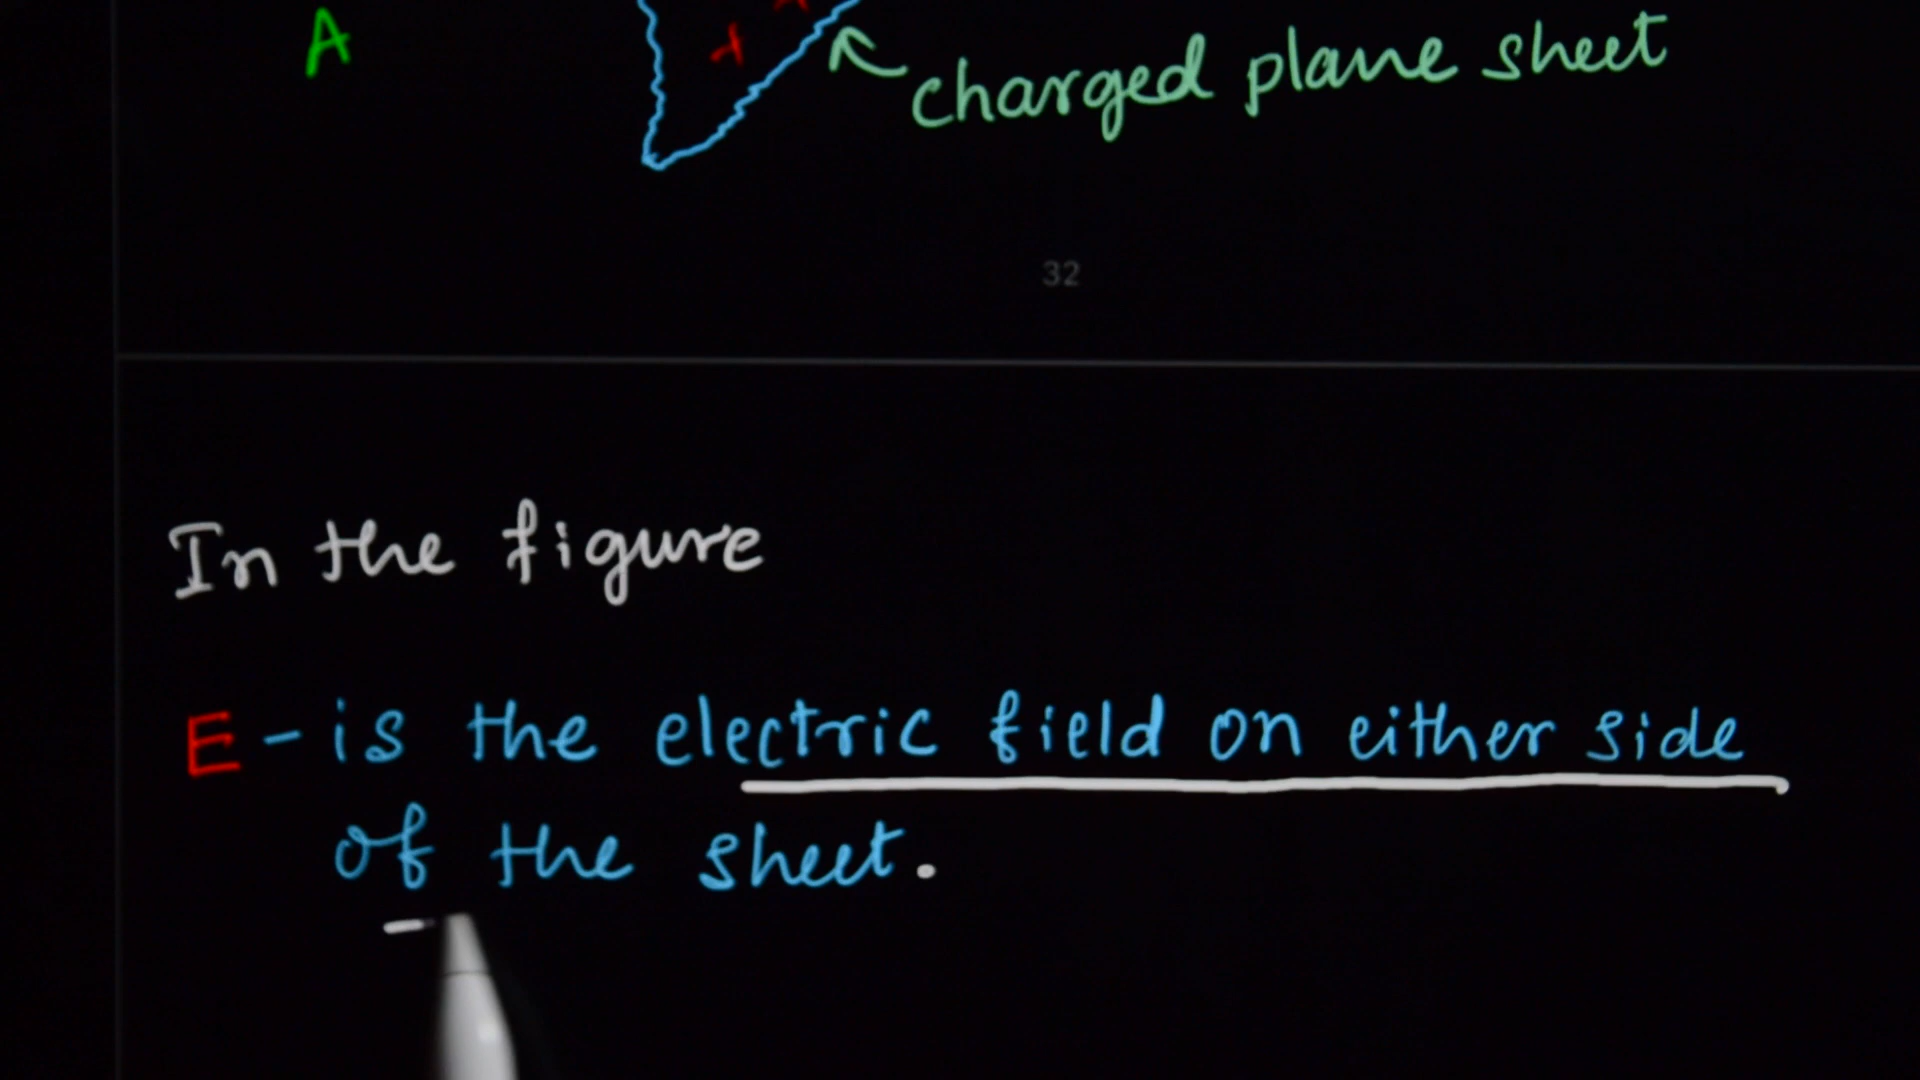 A
charged plane sheet
32
In the figure
E - is the electric field on either side
of the sheet.